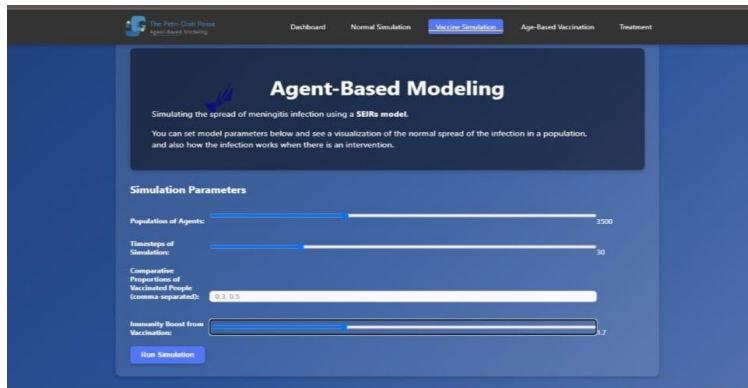 The Petri Dish Posse
Agent-Based Modeling
Dashboard Normal Simulation Vaccine Simulation Age-Based Vaccination Treatment
Agent-Based Modeling
Simulating the spread of meningitis infection using a SEIRs model.
You can set model parameters below and see a visualization of the normal spread of the infection in a population,
and also how the infection works when there is an intervention.
Simulation Parameters
Population of Agents: 3500
Timesteps of
Simulation: 30
Comparative
Proportions of
Vaccinated People
(comma-separated): 0.3, 0.5
Immunity Boost from
Vaccination:
Run Simulation